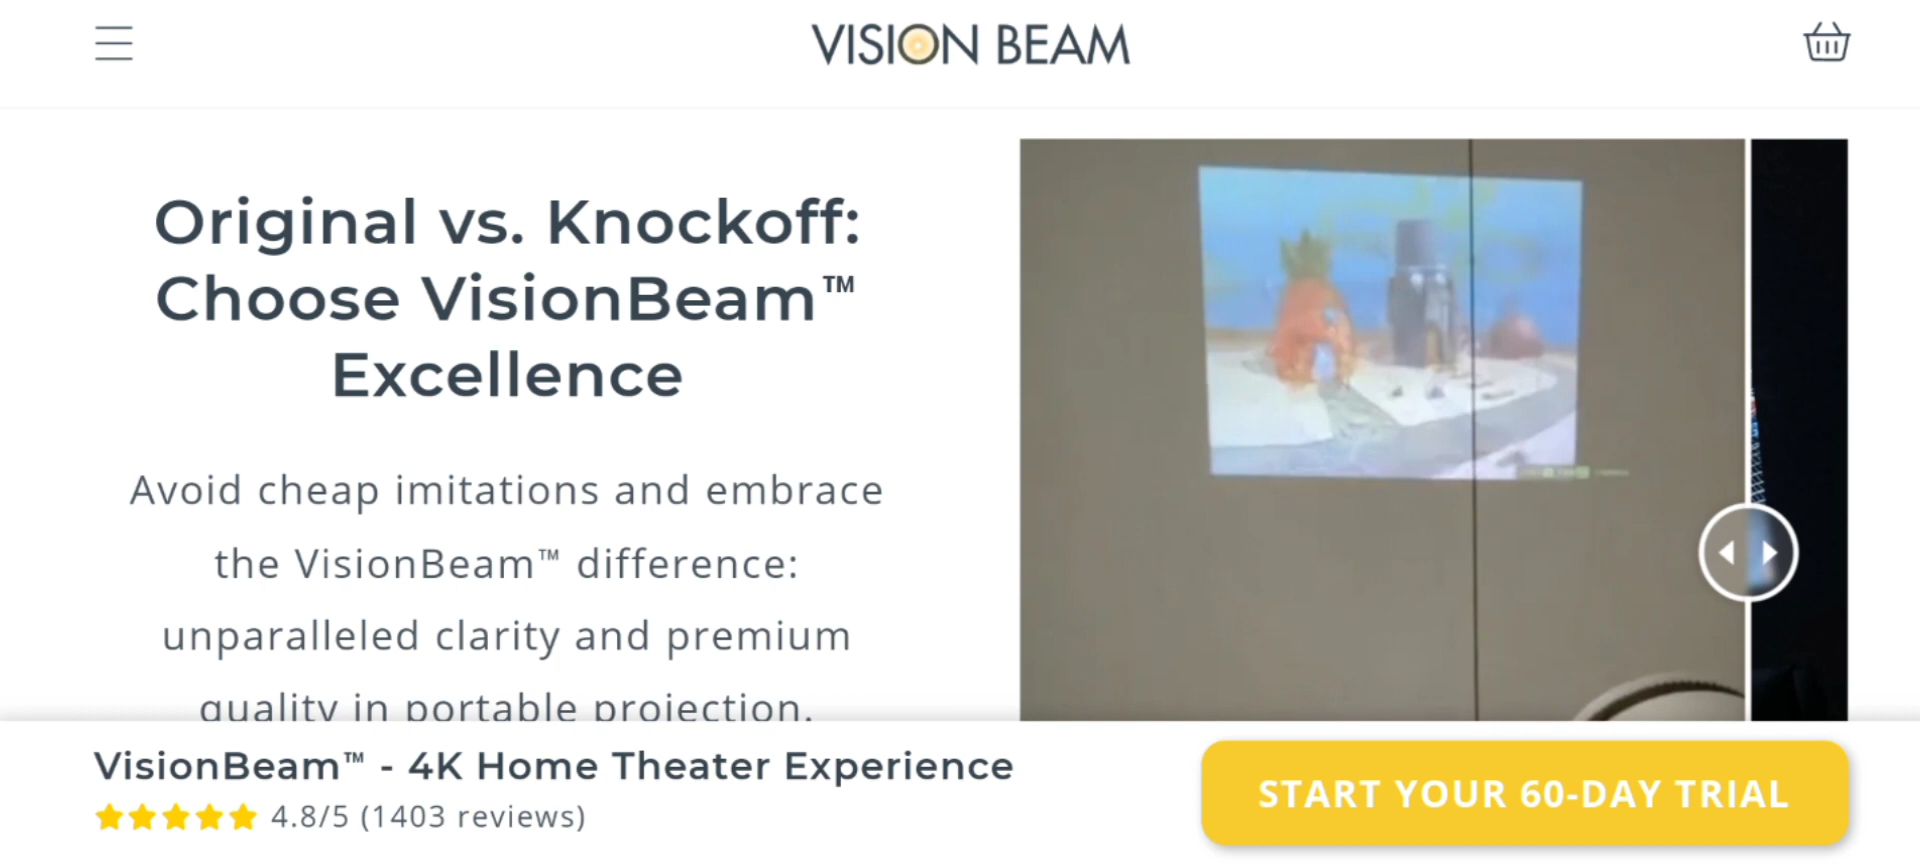 VISION BEAM
Original vs. Knockoff:
Choose VisionBeam™
Excellence
Avoid cheap imitations and embrace
the VisionBeam™ difference:
unparalleled clarity and premium
quality in portable projection.
VisionBeam™ - 4K Home Theater Experience
4.8/5 (1403 reviews)
START YOUR 60-DAY TRIAL